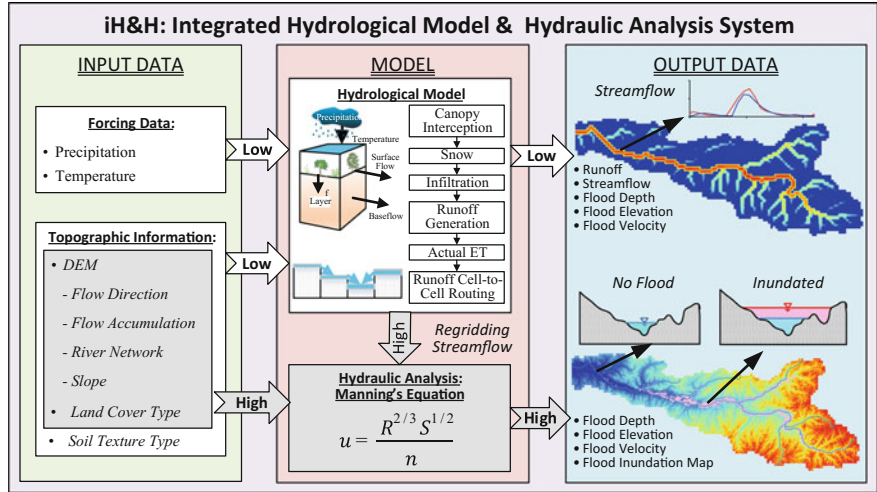 iH&H: Integrated Hydrological Model & Hydraulic Analysis System
INPUT DATA
Forcing Data:
• Precipitation
• Temperature
Topographic Information:
• DEM
- Flow Direction
- Flow Accumulation
- River Network
- Slope
• Land Cover Type
• Soil Texture Type
Low
Low
High
MODEL
Hydrological Model
Precipitation
Temperature
Surface
Flow
f
Layer
Baseflow
Canopy
Interception
Snow
Infiltration
Runoff
Generation
Actual ET
Runoff Cell-to-
Cell Routing
High
Regridding
Streamflow
Hydraulic Analysis:
Manning's Equation
u = R^{2/3} S^{1/2} / n
Low
High
OUTPUT DATA
Streamflow
• Runoff
• Streamflow
• Flood Depth
• Flood Elevation
• Flood Velocity
No Flood
Inundated
• Flood Depth
• Flood Elevation
• Flood Velocity
• Flood Inundation Map